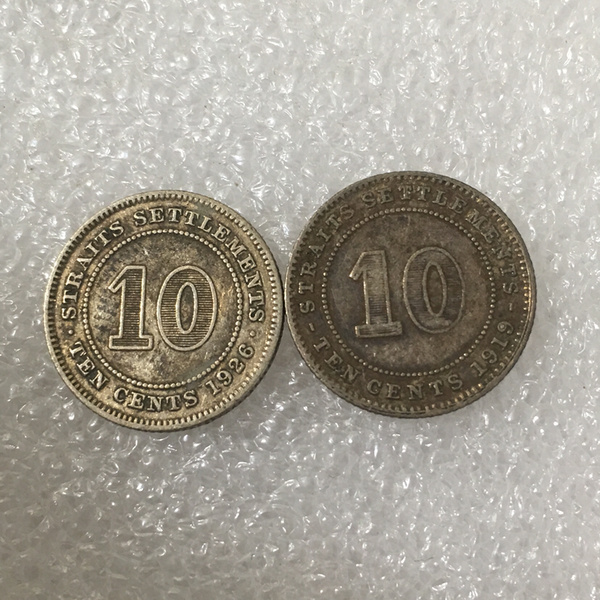 STRAITS SETTLEMENTS
10
TEN CENTS 1926
STRAITS SETTLEMENTS
10
TEN CENTS 1919